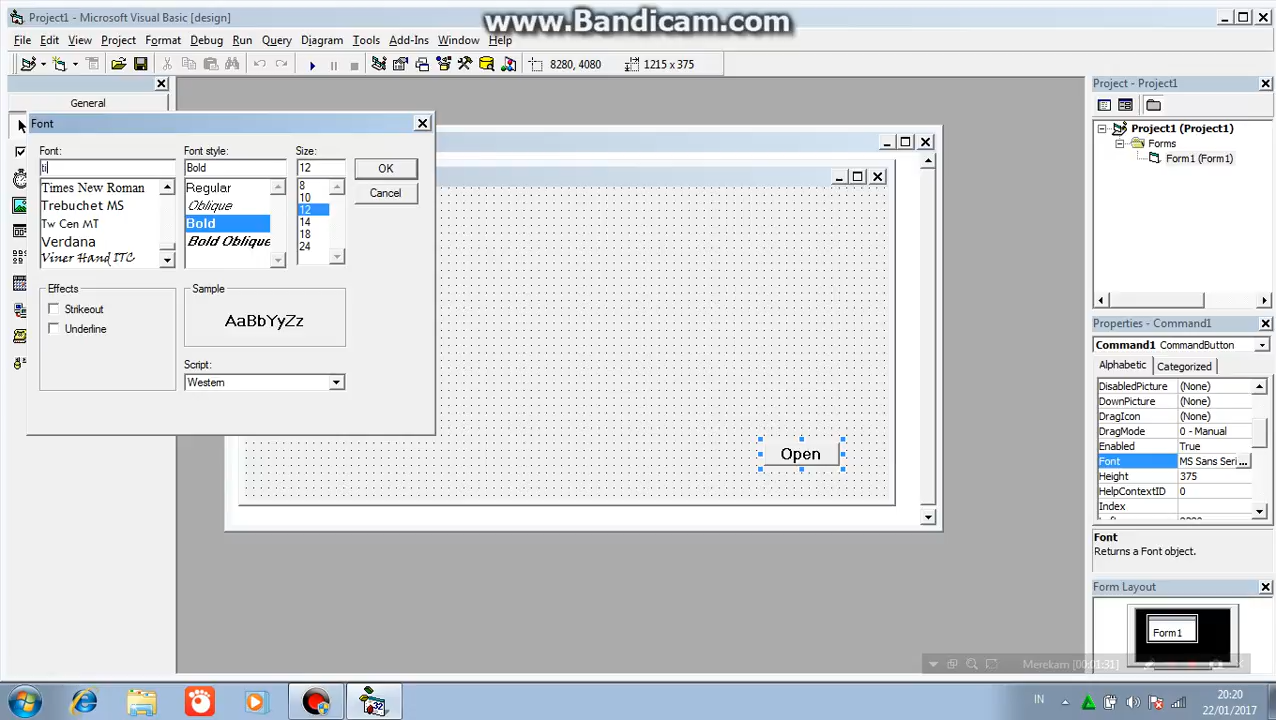 Project1 - Microsoft Visual Basic [design]
www.Bandicam.com
File Edit View Project Format Debug Run Query Diagram Tools Add-Ins Window Help
8280, 4080
1215 x 375
General
Font
Font:
Font style:
Size:
ti
Bold
12
OK
Times New Roman
Trebuchet MS
Tw Cen MT
Verdana
Viner Hand ITC
Regular
Oblique
Bold
Bold Oblique
8
10
12
14
18
24
Cancel
Effects
Strikeout
Underline
Sample
AaBbYyZz
Script:
Western
Open
Project - Project1
Project1 (Project1)
Forms
Form1 (Form1)
Properties - Command1
Command1 CommandButton
Alphabetic Categorized
DisabledPicture (None)
DownPicture (None)
DragIcon (None)
DragMode 0 - Manual
Enabled True
Font MS Sans Seri...
Height 375
HelpContextID 0
Index
Font
Returns a Font object.
Form Layout
Form1
Merekam [00:01:31]
IN
20:20
22/01/2017